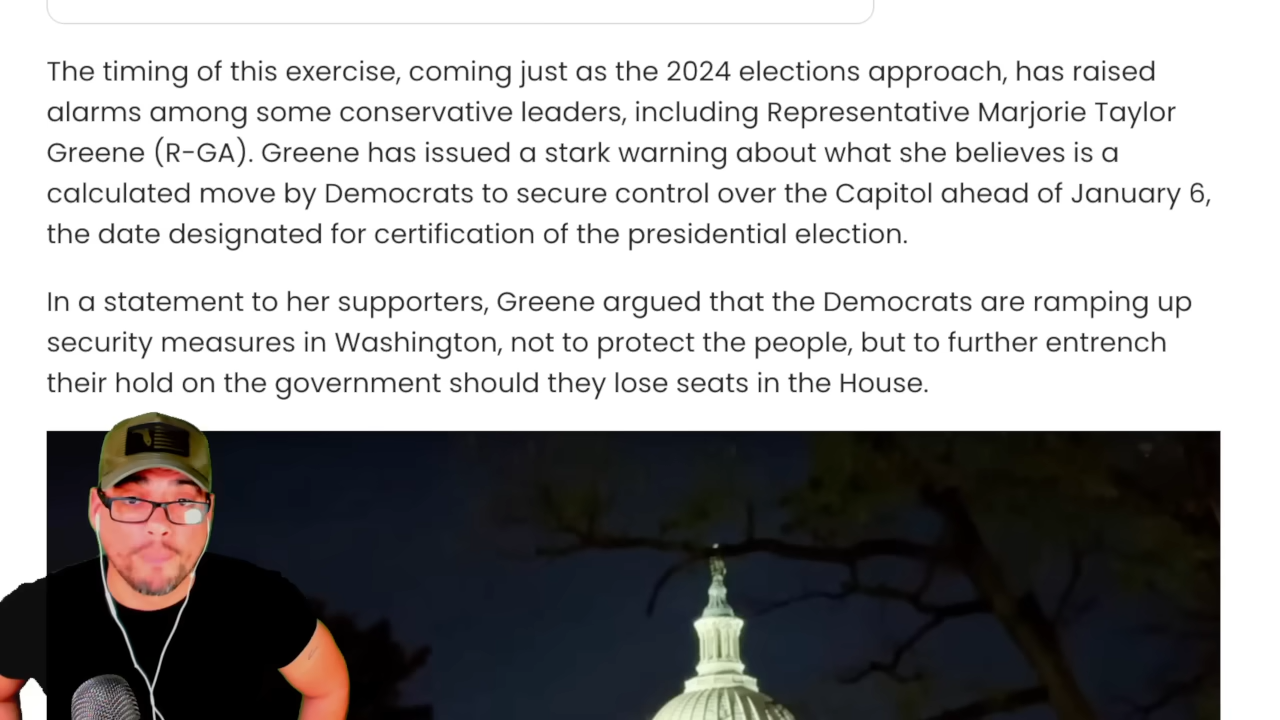 The timing of this exercise, coming just as the 2024 elections approach, has raised
alarms among some conservative leaders, including Representative Marjorie Taylor
Greene (R-GA). Greene has issued a stark warning about what she believes is a
calculated move by Democrats to secure control over the Capitol ahead of January 6,
the date designated for certification of the presidential election.
In a statement to her supporters, Greene argued that the Democrats are ramping up
security measures in Washington, not to protect the people, but to further entrench
their hold on the government should they lose seats in the House.